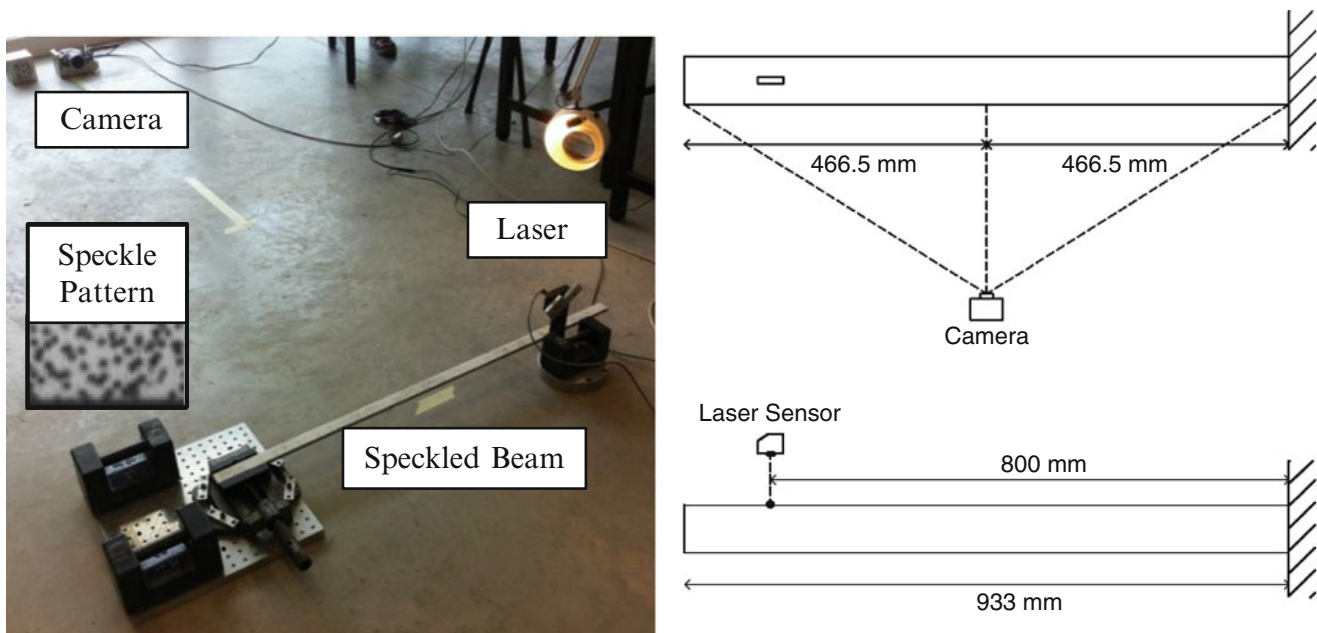 Camera
Speckle
Pattern
Laser
Speckled Beam
466.5 mm
466.5 mm
Camera
Laser Sensor
800 mm
933 mm